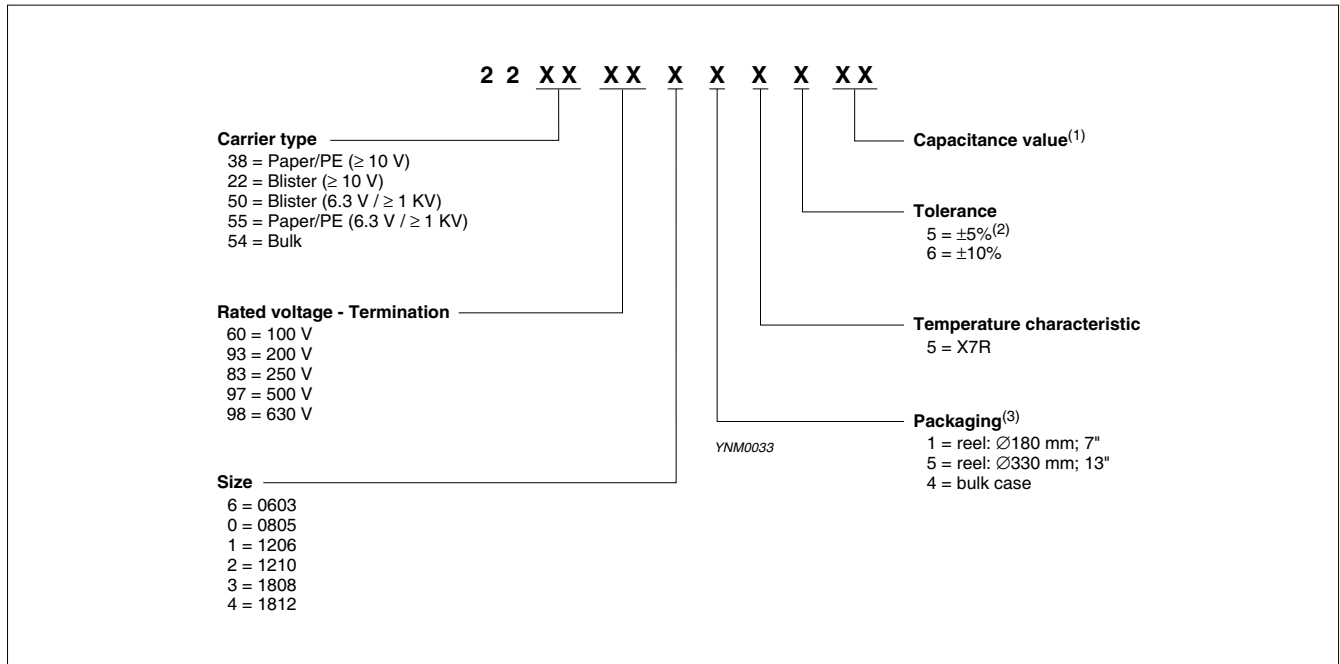 2 2 X X X X X X X X X X
Carrier type
38 = Paper/PE (≥ 10 V)
22 = Blister (≥ 10 V)
50 = Blister (6.3 V / ≥ 1 KV)
55 = Paper/PE (6.3 V / ≥ 1 KV)
54 = Bulk
Rated voltage - Termination
60 = 100 V
93 = 200 V
83 = 250 V
97 = 500 V
98 = 630 V
Size
6 = 0603
0 = 0805
1 = 1206
2 = 1210
3 = 1808
4 = 1812
Capacitance value(1)
Tolerance
5 = ±5%(2)
6 = ±10%
Temperature characteristic
5 = X7R
Packaging(3)
1 = reel: ∅180 mm; 7"
5 = reel: ∅330 mm; 13"
4 = bulk case
YNM0033